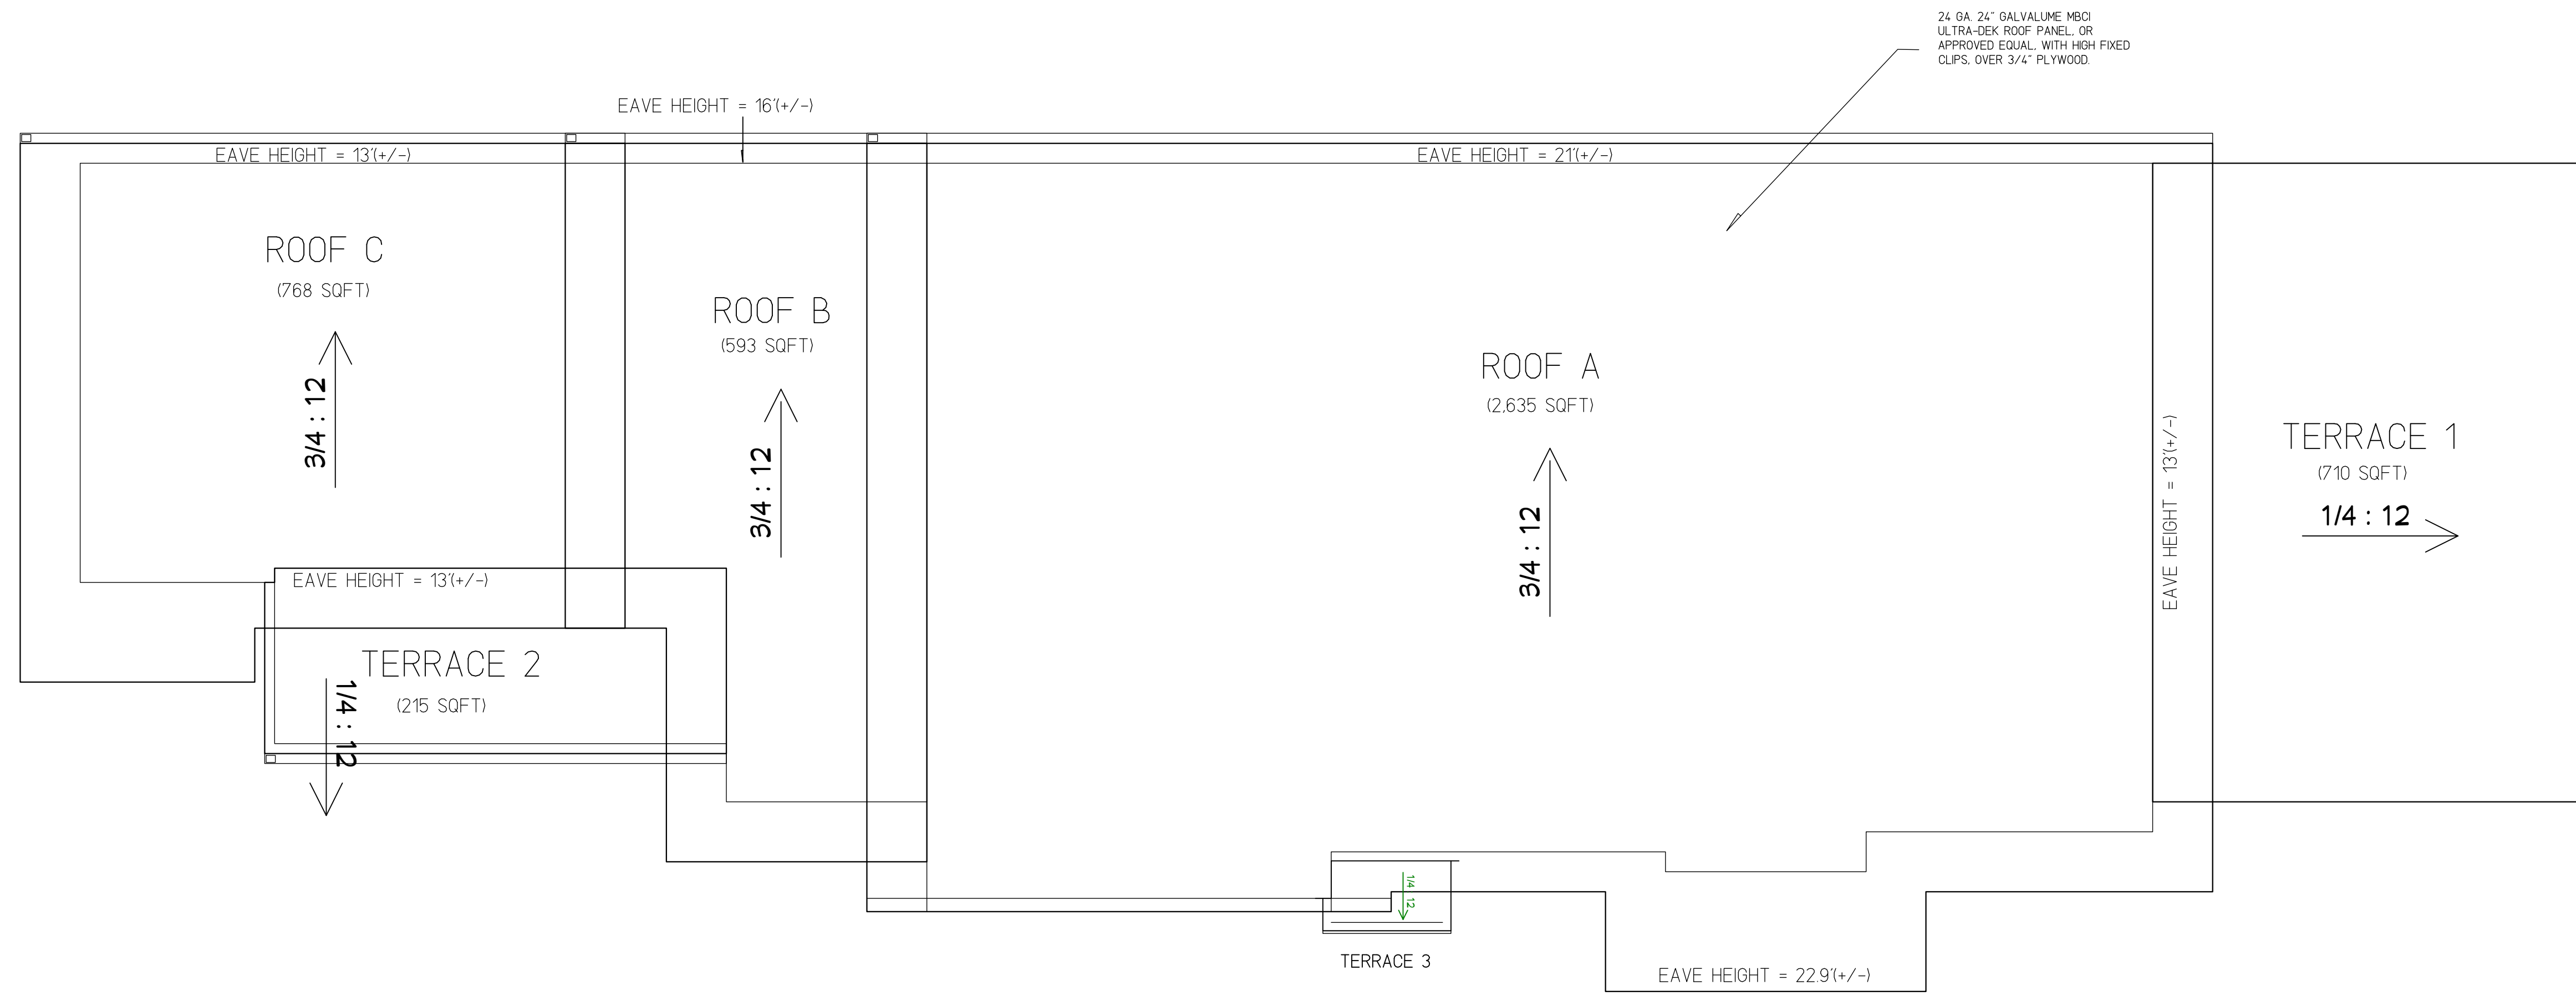 24 GA. 24" GALVALUME MBCI
ULTRA-DEK ROOF PANEL, OR
APPROVED EQUAL, WITH HIGH FIXED
CLIPS, OVER 3/4" PLYWOOD.
EAVE HEIGHT = 16'(+/-)
EAVE HEIGHT = 13'(+/-)
EAVE HEIGHT = 21'(+/-)
ROOF C
(768 SQFT)
3/4 : 12
ROOF B
(593 SQFT)
3/4 : 12
ROOF A
(2,635 SQFT)
3/4 : 12
EAVE HEIGHT = 13'(+/-)
TERRACE 1
(710 SQFT)
1/4 : 12
EAVE HEIGHT = 13'(+/-)
TERRACE 2
(215 SQFT)
1/4 : 12
1/4 12
TERRACE 3
EAVE HEIGHT = 22.9'(+/-)